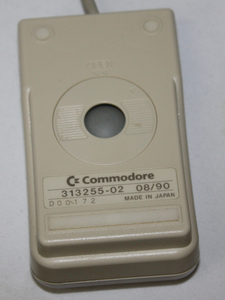 Commodore
313255-02 08/90
000172 MADE IN JAPAN